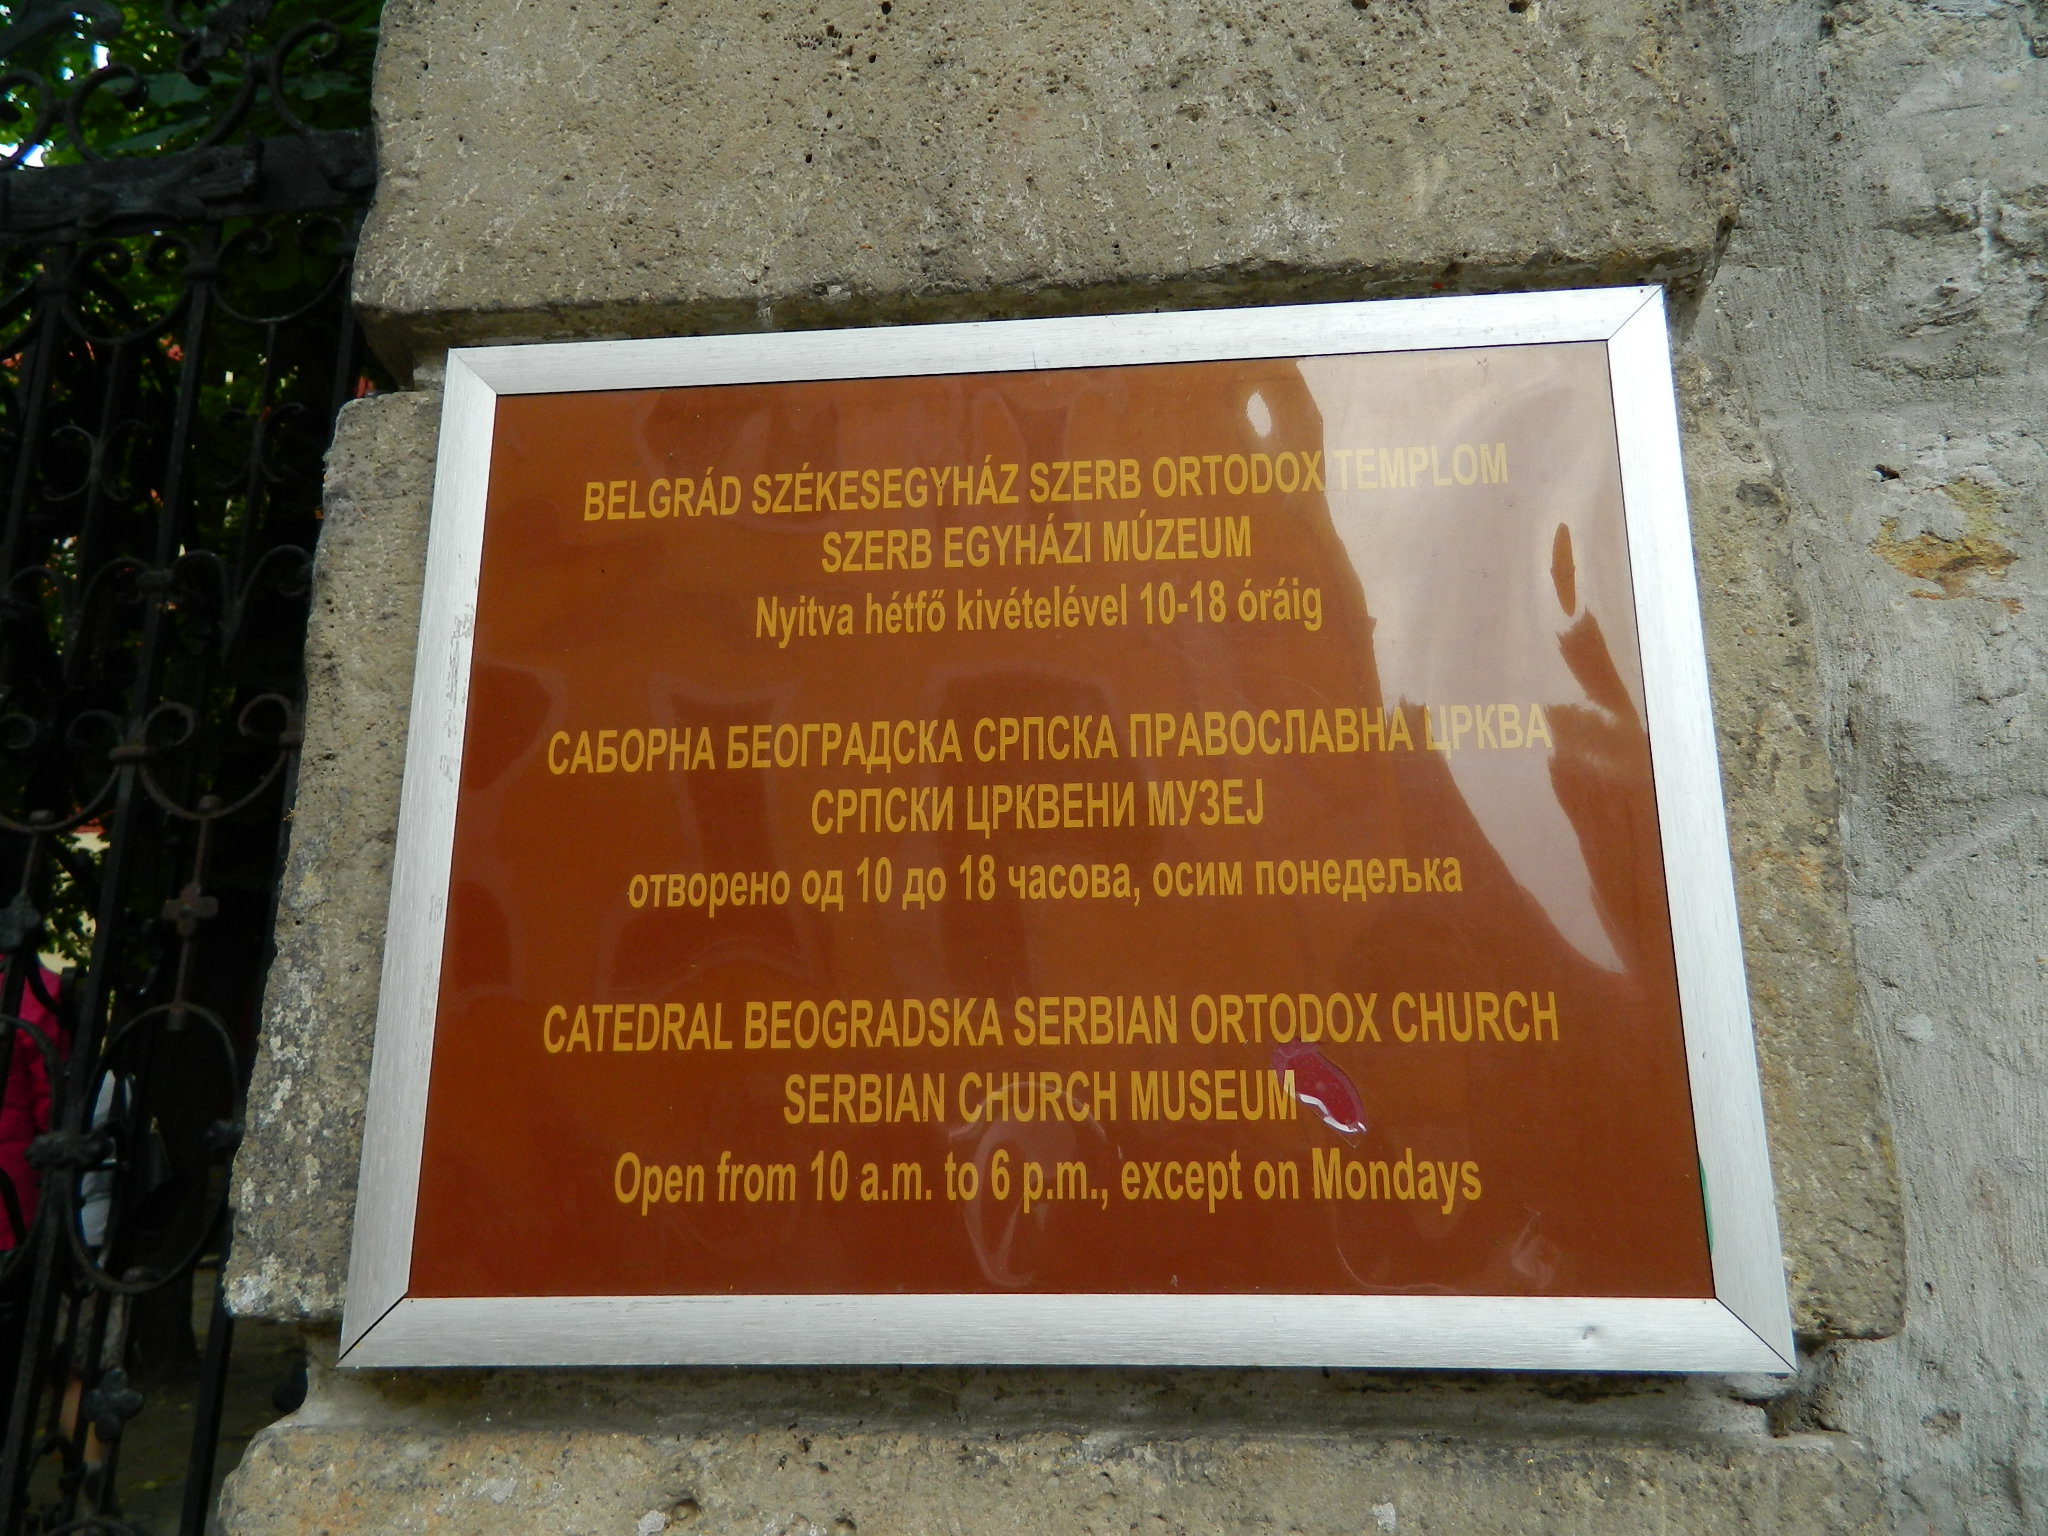 BELGRÁD SZÉKESEGYHÁZ SZERB ORTODOX TEMPLOM
SZERB EGYHÁZI MÚZEUM
Nyitva hétfő kivételével 10-18 óráig
САБОРНА БЕОГРАДСКА СРПСКА ПРАВОСЛАВНА ЦРКВА
СРПСКИ ЦРКВЕНИ МУЗЕЈ
отворено од 10 до 18 часова, осим понедељка
CATEDRAL BEOGRADSKA SERBIAN ORTODOX CHURCH
SERBIAN CHURCH MUSEUM
Open from 10 a.m. to 6 p.m., except on Mondays